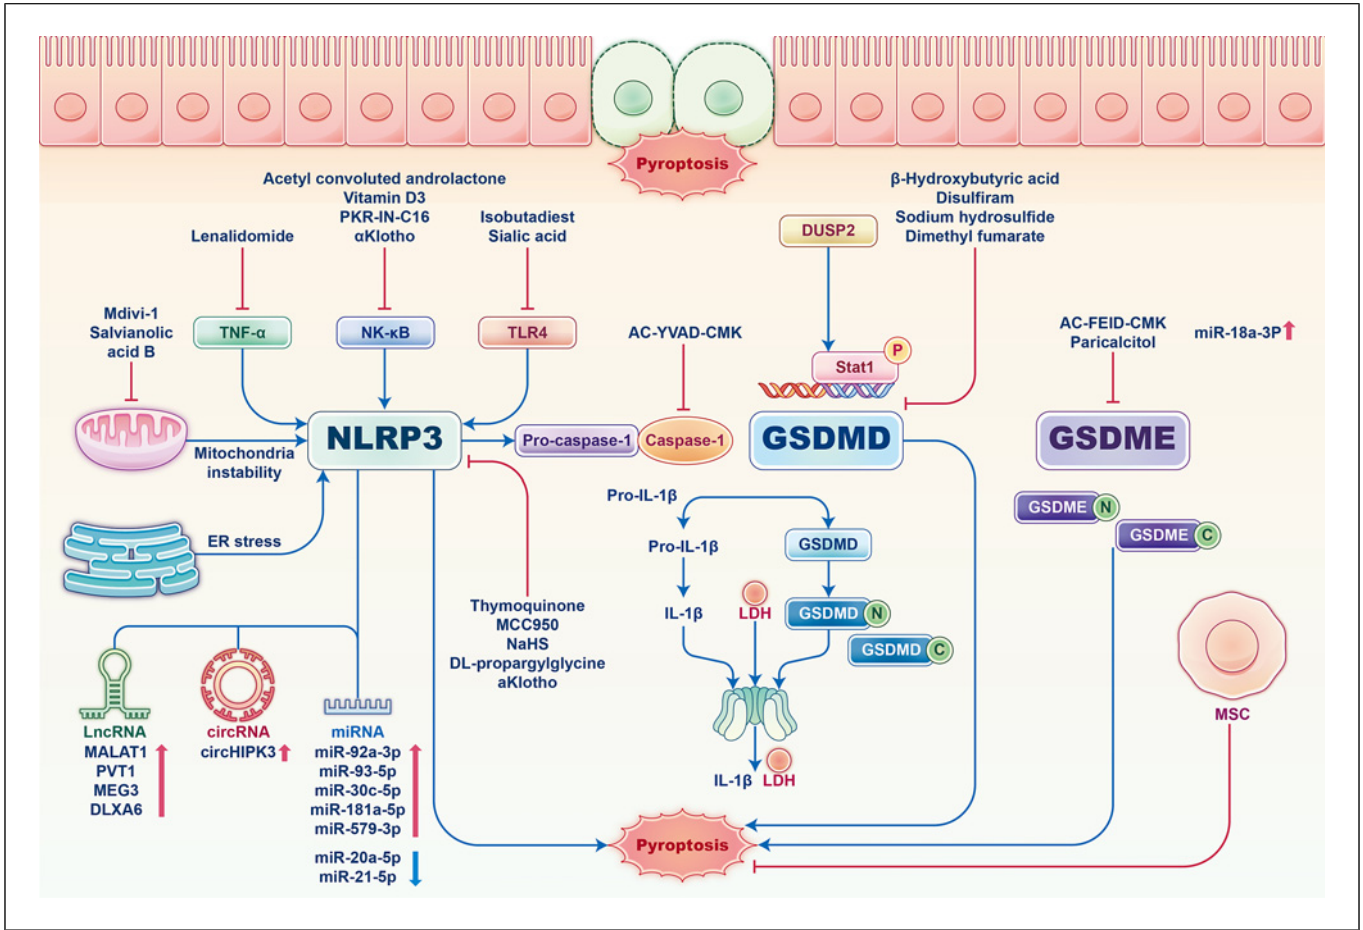 Pyroptosis
Acetyl convoluted androlactone
Vitamin D3
PKR-IN-C16
αKlotho
Lenalidomide
Isobutadiest
Sialic acid
β-Hydroxybutyric acid
Disulfiram
Sodium hydrosulfide
Dimethyl fumarate
DUSP2
Mdivi-1
Salvianolic
acid B
TNF-α
NK-κB
TLR4
AC-YVAD-CMK
Stat1
P
AC-FEID-CMK
Paricalcitol
miR-18a-3P
NLRP3
Pro-caspase-1
Caspase-1
GSDMD
GSDME
Mitochondria
instability
ER stress
Pro-IL-1β
Pro-IL-1β
GSDMD
IL-1β
LDH
GSDMD N
GSDMD C
IL-1β LDH
GSDME N
GSDME C
Thymoquinone
MCC950
NaHS
DL-propargylglycine
aKlotho
MSC
LncRNA
MALAT1
PVT1
MEG3
DLXA6
circRNA
circHIPK3
miRNA
miR-92a-3p
miR-93-5p
miR-30c-5p
miR-181a-5p
miR-579-3p
miR-20a-5p
miR-21-5p
Pyroptosis